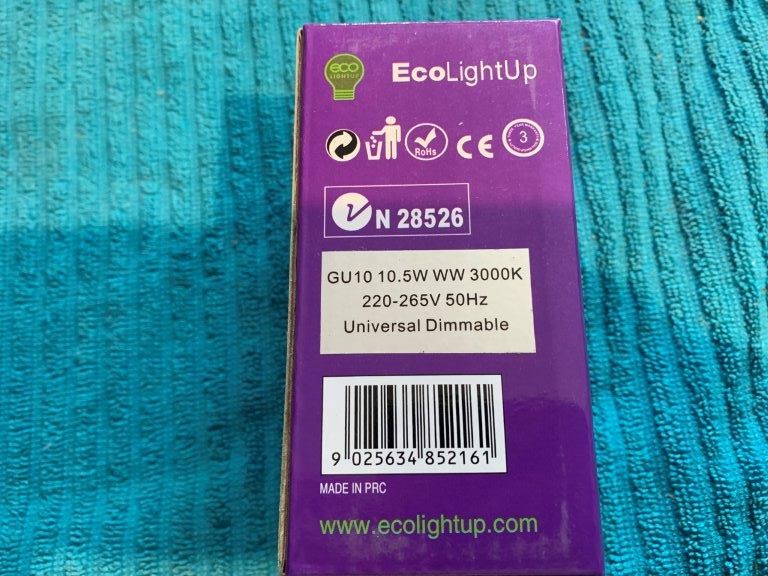 eco
LIGHTUP
EcoLightUp
RoHs
CE
3
N 28526
GU10 10.5W WW 3000K
220-265V 50Hz
Universal Dimmable
9 025634 852161
MADE IN PRC
www.ecolightup.com